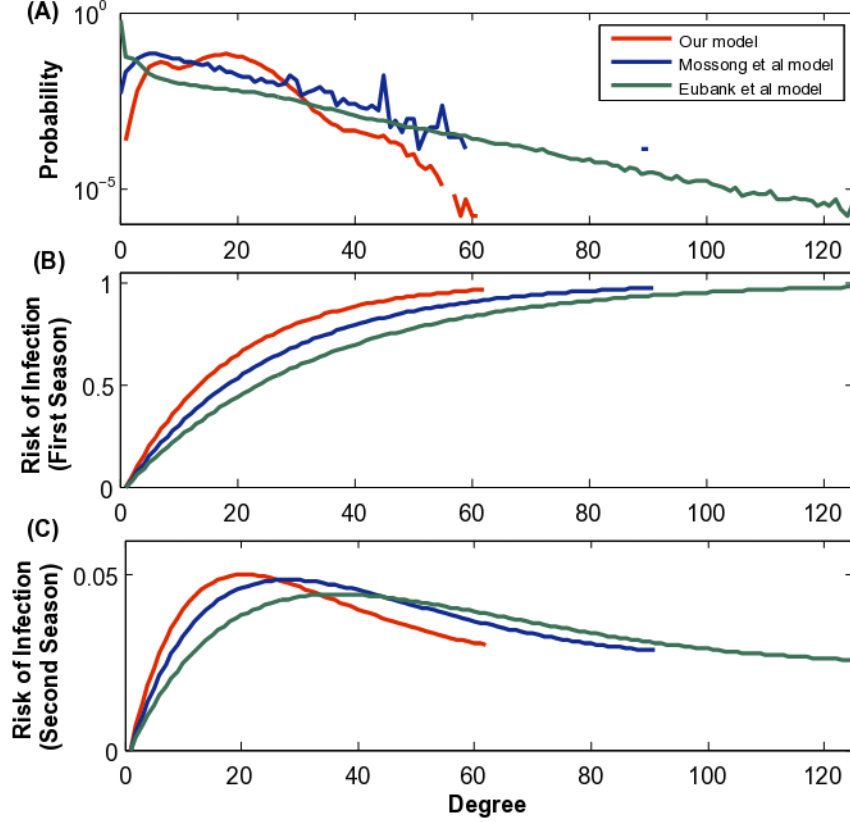 (A)
10^0
Probability
10^-5
Our model
Mossong et al model
Eubank et al model
0 20 40 60 80 100 120
(B)
1
0.5
0
Risk of Infection
(First Season)
0 20 40 60 80 100 120
(C)
0.05
0
Risk of Infection
(Second Season)
0 20 40 60 80 100 120
Degree